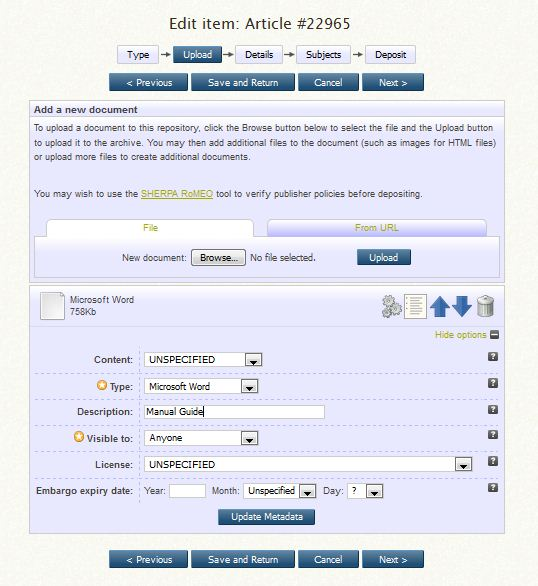 Edit item: Article #22965
Type Upload Details Subjects Deposit
< Previous Save and Return Cancel Next >
Add a new document
To upload a document to this repository, click the Browse button below to select the file and the Upload button
to upload it to the archive. You may then add additional files to the document (such as images for HTML files)
or upload more files to create additional documents.
You may wish to use the SHERPA RoMEO tool to verify publisher policies before depositing.
File From URL
New document: Browse... No file selected. Upload
Microsoft Word
758Kb
Hide options
Content: UNSPECIFIED ?
Type: Microsoft Word ?
Description: Manual Guide ?
Visible to: Anyone ?
License: UNSPECIFIED ?
Embargo expiry date: Year: Month: Unspecified Day: ? ?
Update Metadata
< Previous Save and Return Cancel Next >